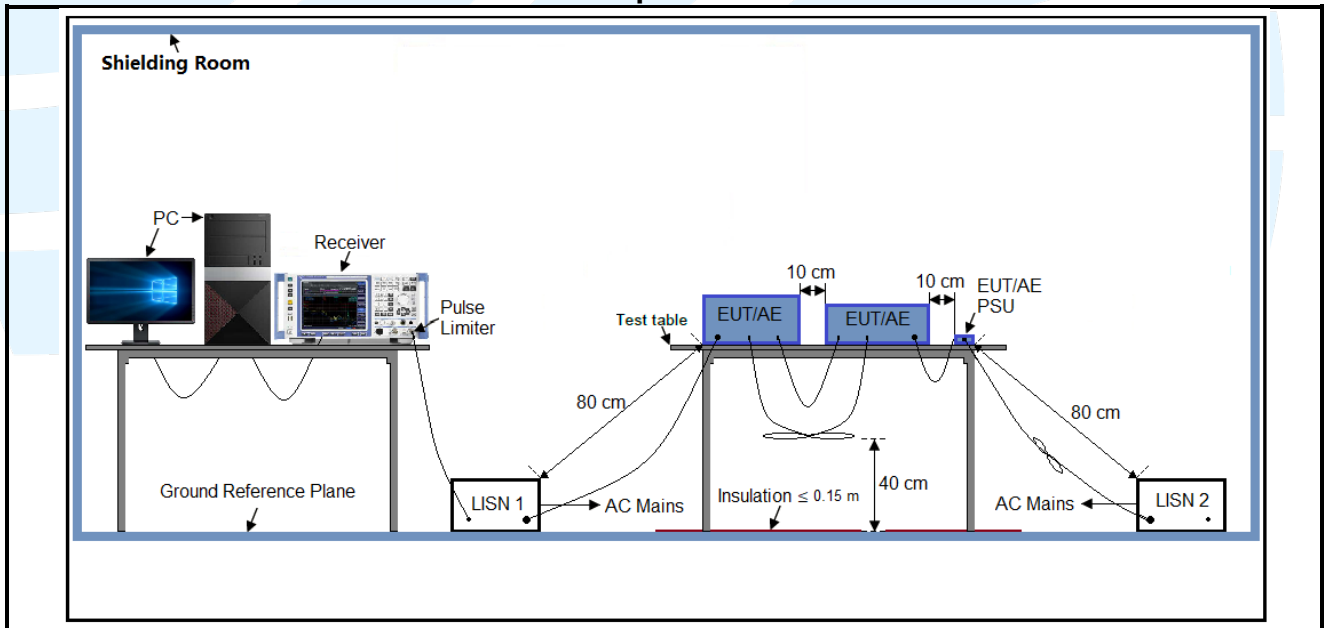 Shielding Room
PC
Receiver
Pulse
Limiter
10 cm
10 cm
EUT/AE
PSU
EUT/AE
EUT/AE
Test table
80 cm
80 cm
40 cm
Ground Reference Plane
LISN 1
AC Mains
Insulation ≤ 0.15 m
AC Mains
LISN 2